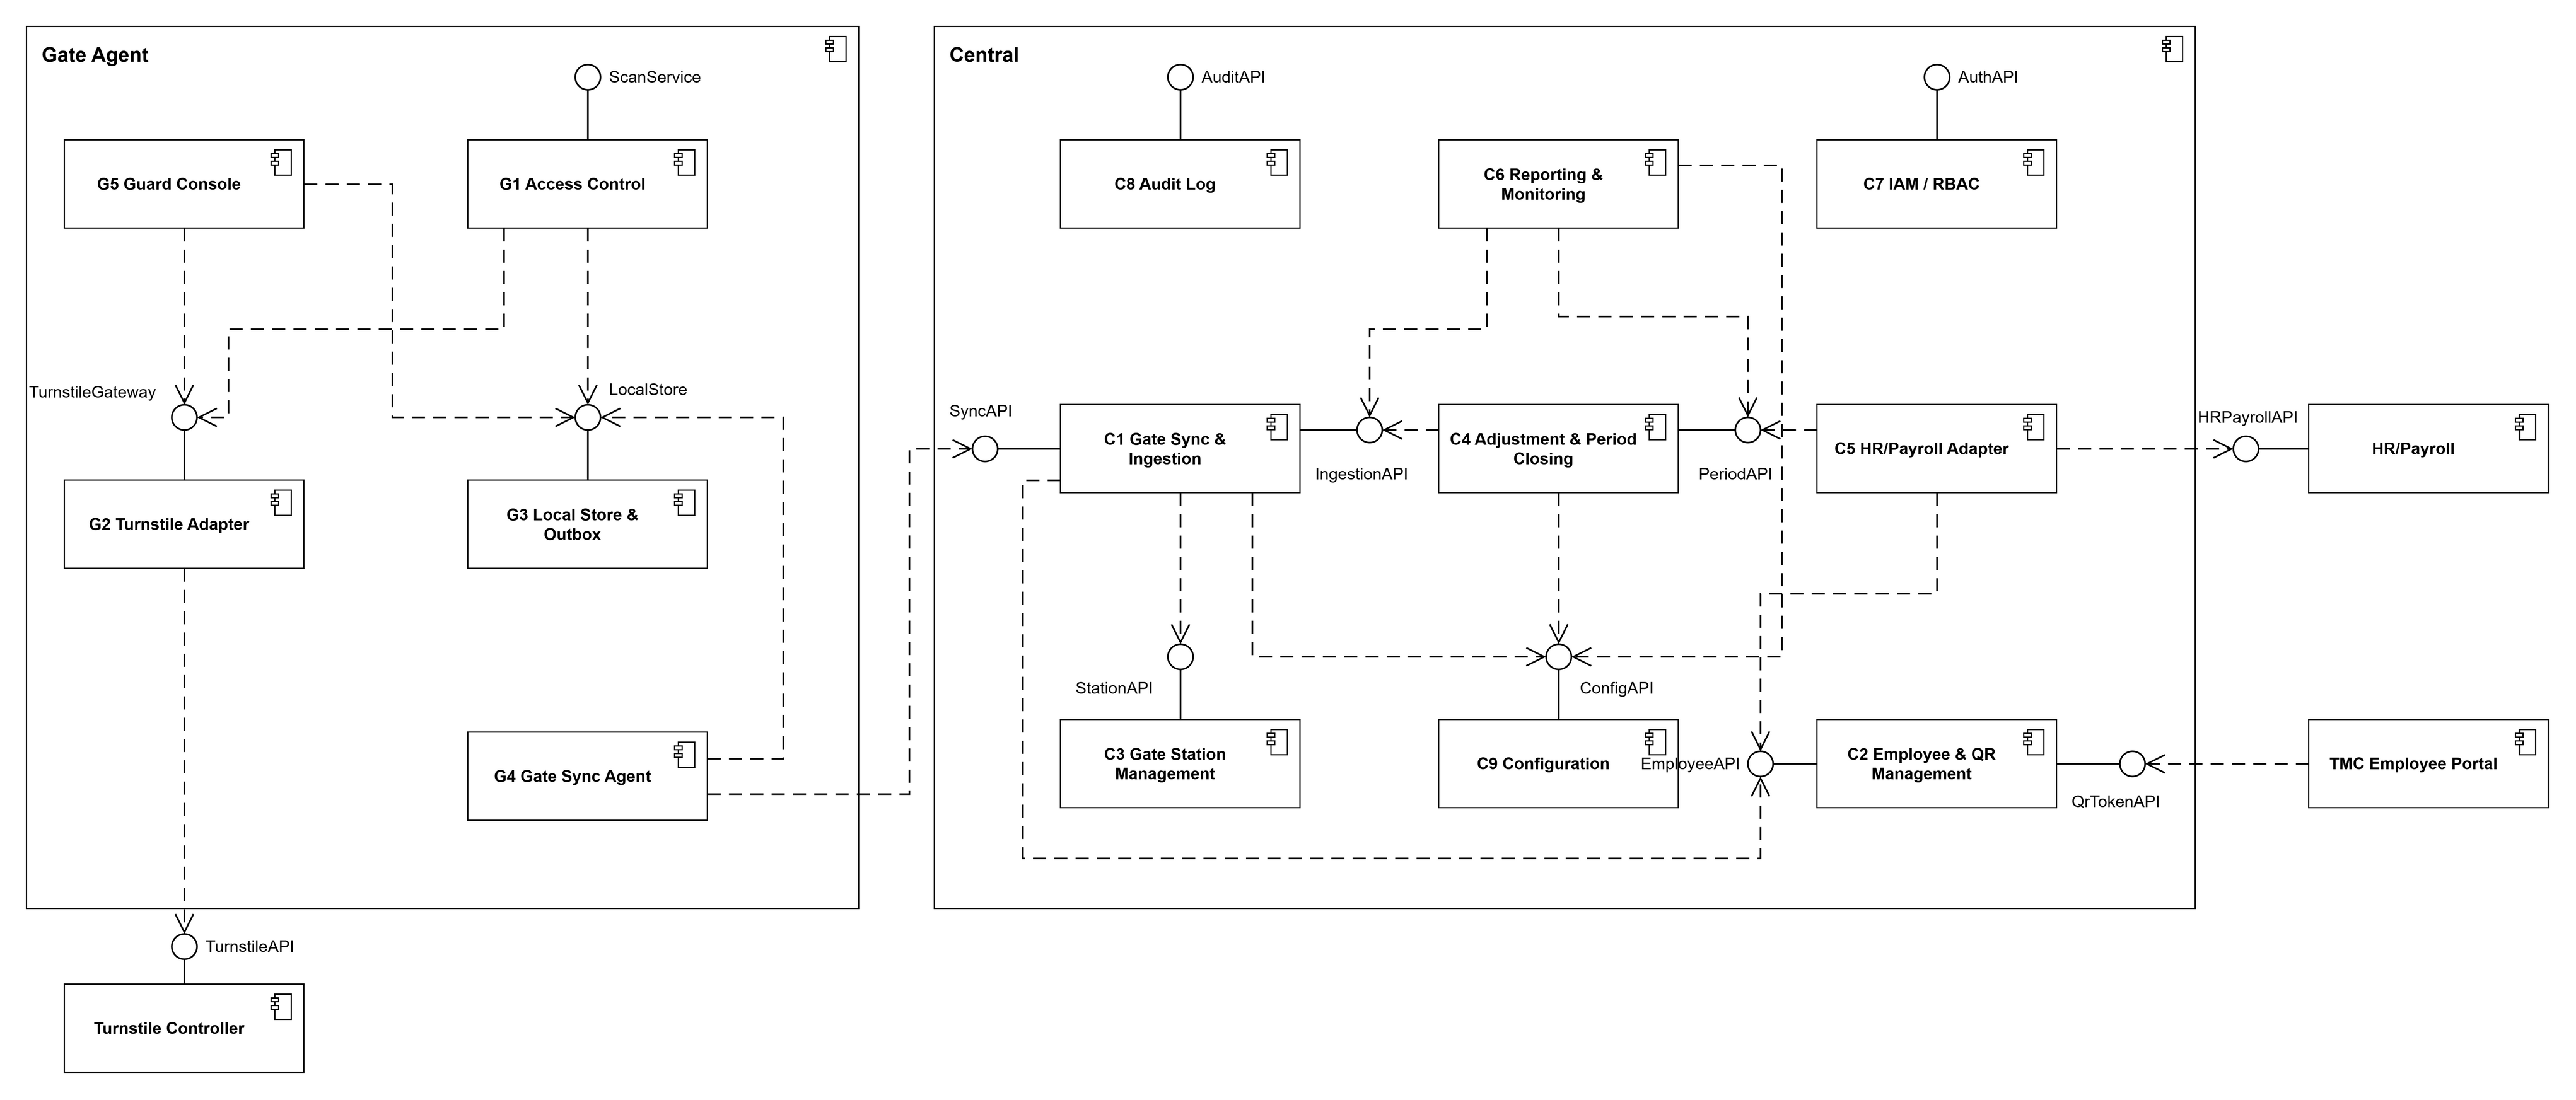 Gate Agent
ScanService
G5 Guard Console
G1 Access Control
TurnstileGateway
LocalStore
G2 Turnstile Adapter
G3 Local Store &
Outbox
G4 Gate Sync Agent
TurnstileAPI
Turnstile Controller
Central
AuditAPI
AuthAPI
C8 Audit Log
C6 Reporting &
Monitoring
C7 IAM / RBAC
SyncAPI
C1 Gate Sync &
Ingestion
IngestionAPI
C4 Adjustment & Period
Closing
PeriodAPI
C5 HR/Payroll Adapter
HRPayrollAPI
HR/Payroll
StationAPI
ConfigAPI
C3 Gate Station
Management
C9 Configuration
EmployeeAPI
C2 Employee & QR
Management
QrTokenAPI
TMC Employee Portal